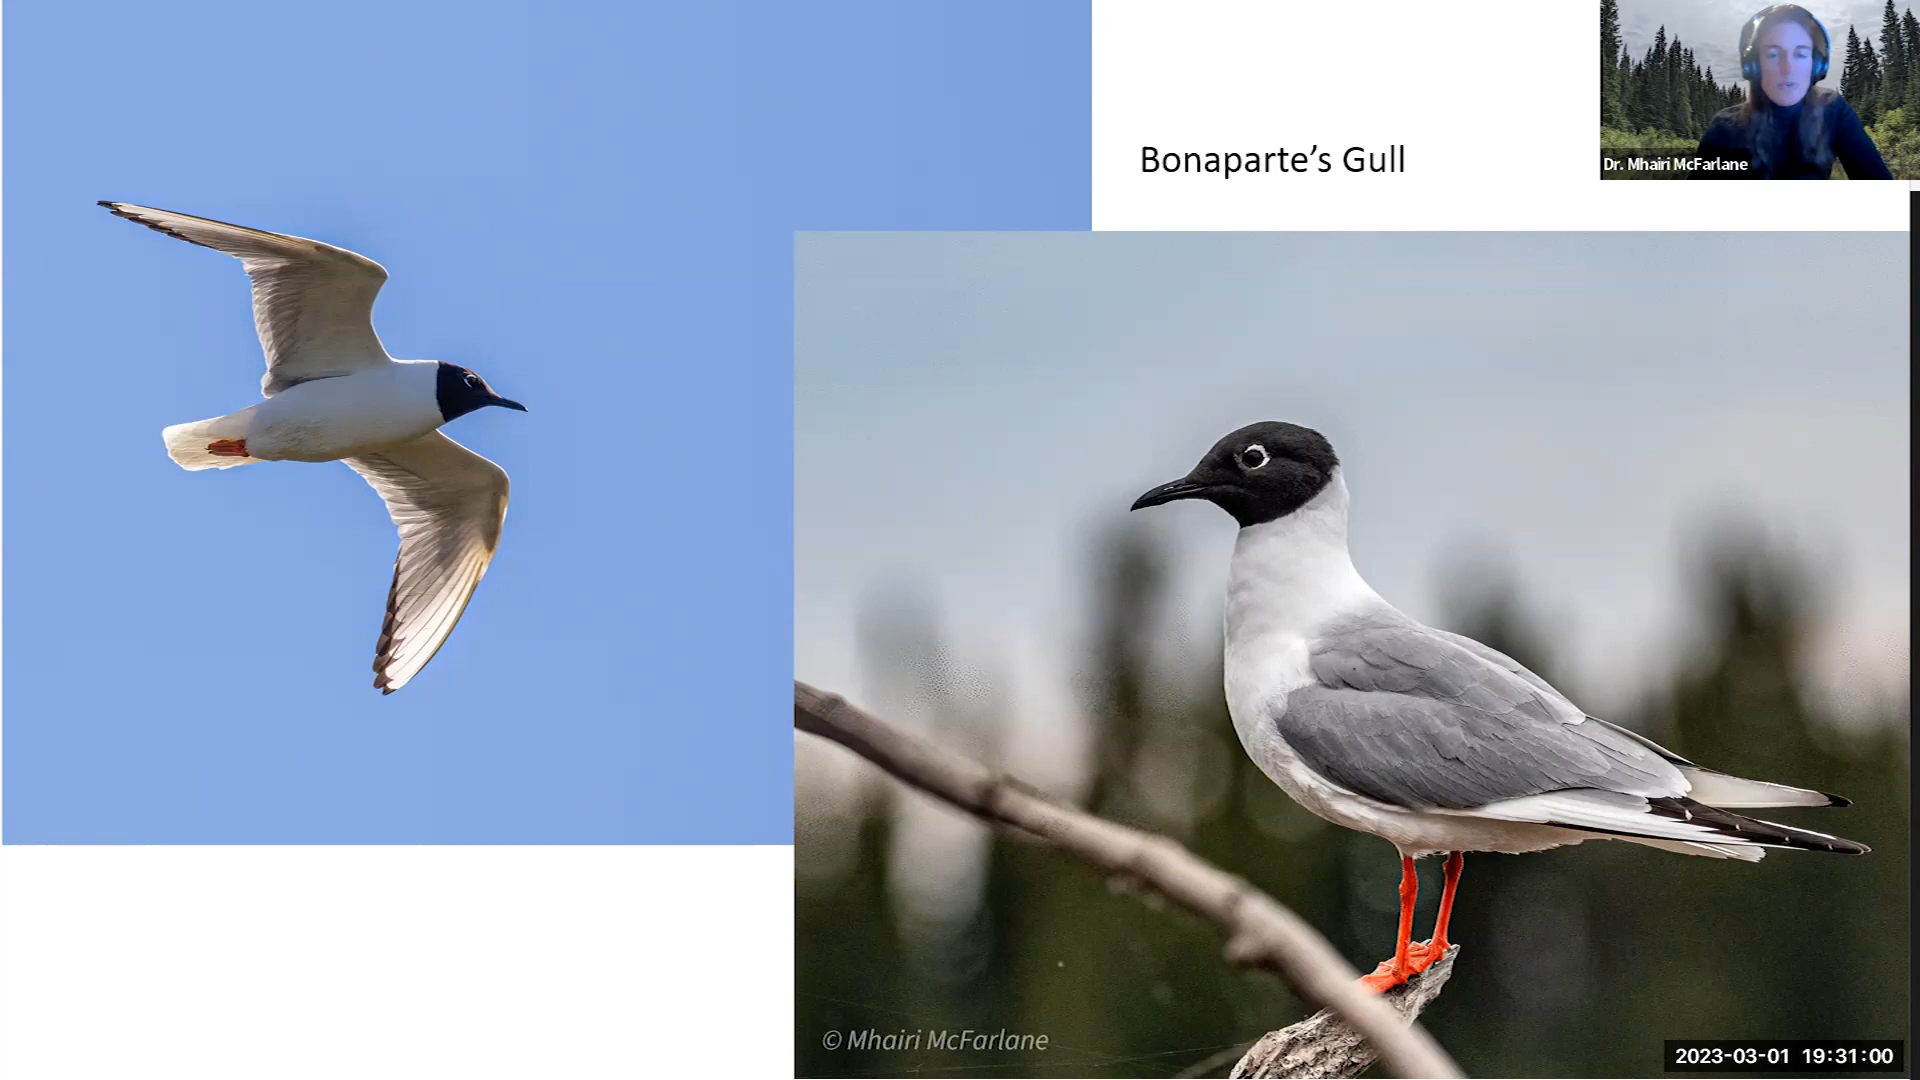 Bonaparte’s Gull
Dr. Mhairi McFarlane
© Mhairi McFarlane
2023-03-01 19:31:00